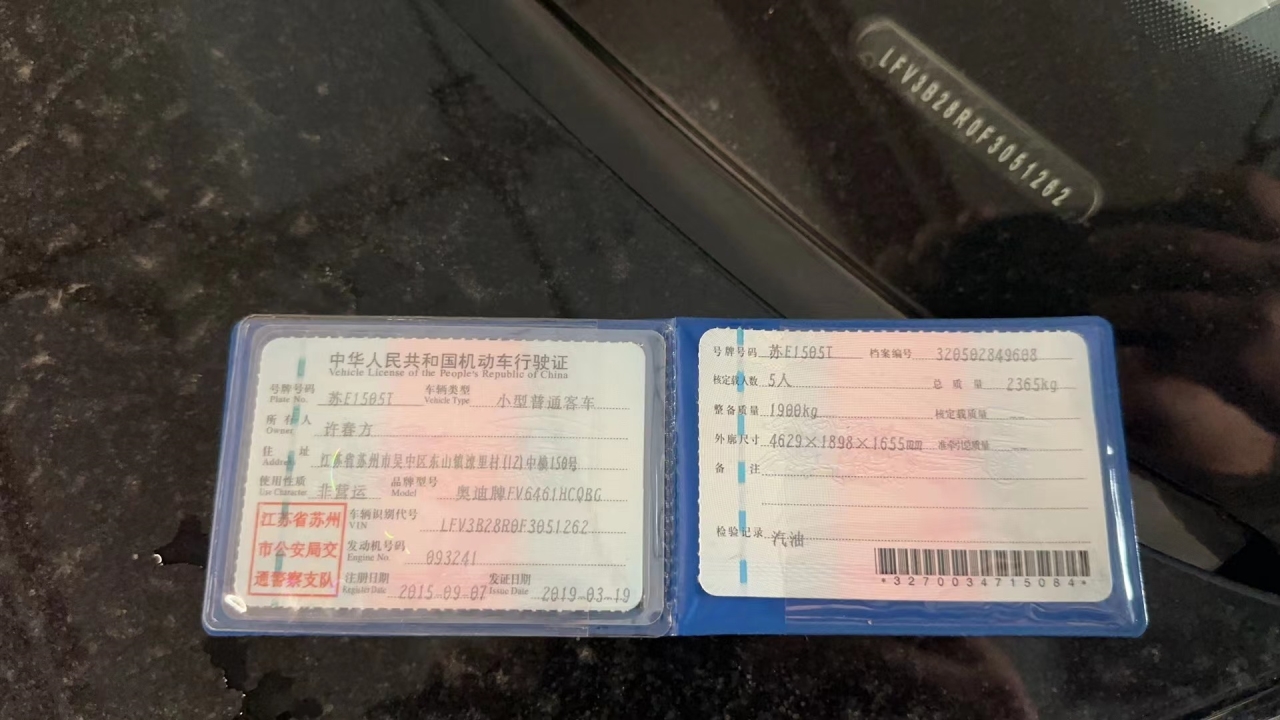 LFV3B28R0F3051262
中华人民共和国机动车行驶证
Vehicle License of the People's Republic of China
号牌号码 苏E1505T 车辆类型 小型普通客车
Plate No. Vehicle Type
所有人 许春方
Owner
住址 江苏省苏州市吴中区东山镇渡里村(12)中横150号
Address
使用性质 非营运 品牌型号 奥迪牌FV6461HCQBG
Use Character Model
江苏省苏州
市公安局交
通警察支队
车辆识别代号 LFV3B28R0F3051262
VIN
发动机号码 093241
Engine No.
注册日期 2015-09-07 发证日期 2019-03-19
Register Date Issue Date
号牌号码 苏E1505T 档案编号 320502849608
核定载人数 5人 总质量 2365kg
整备质量 1900kg 核定载质量 --
外廓尺寸 4629×1898×1655mm 准牵引总质量 --
备注
检验记录 汽油
*3270034715084*